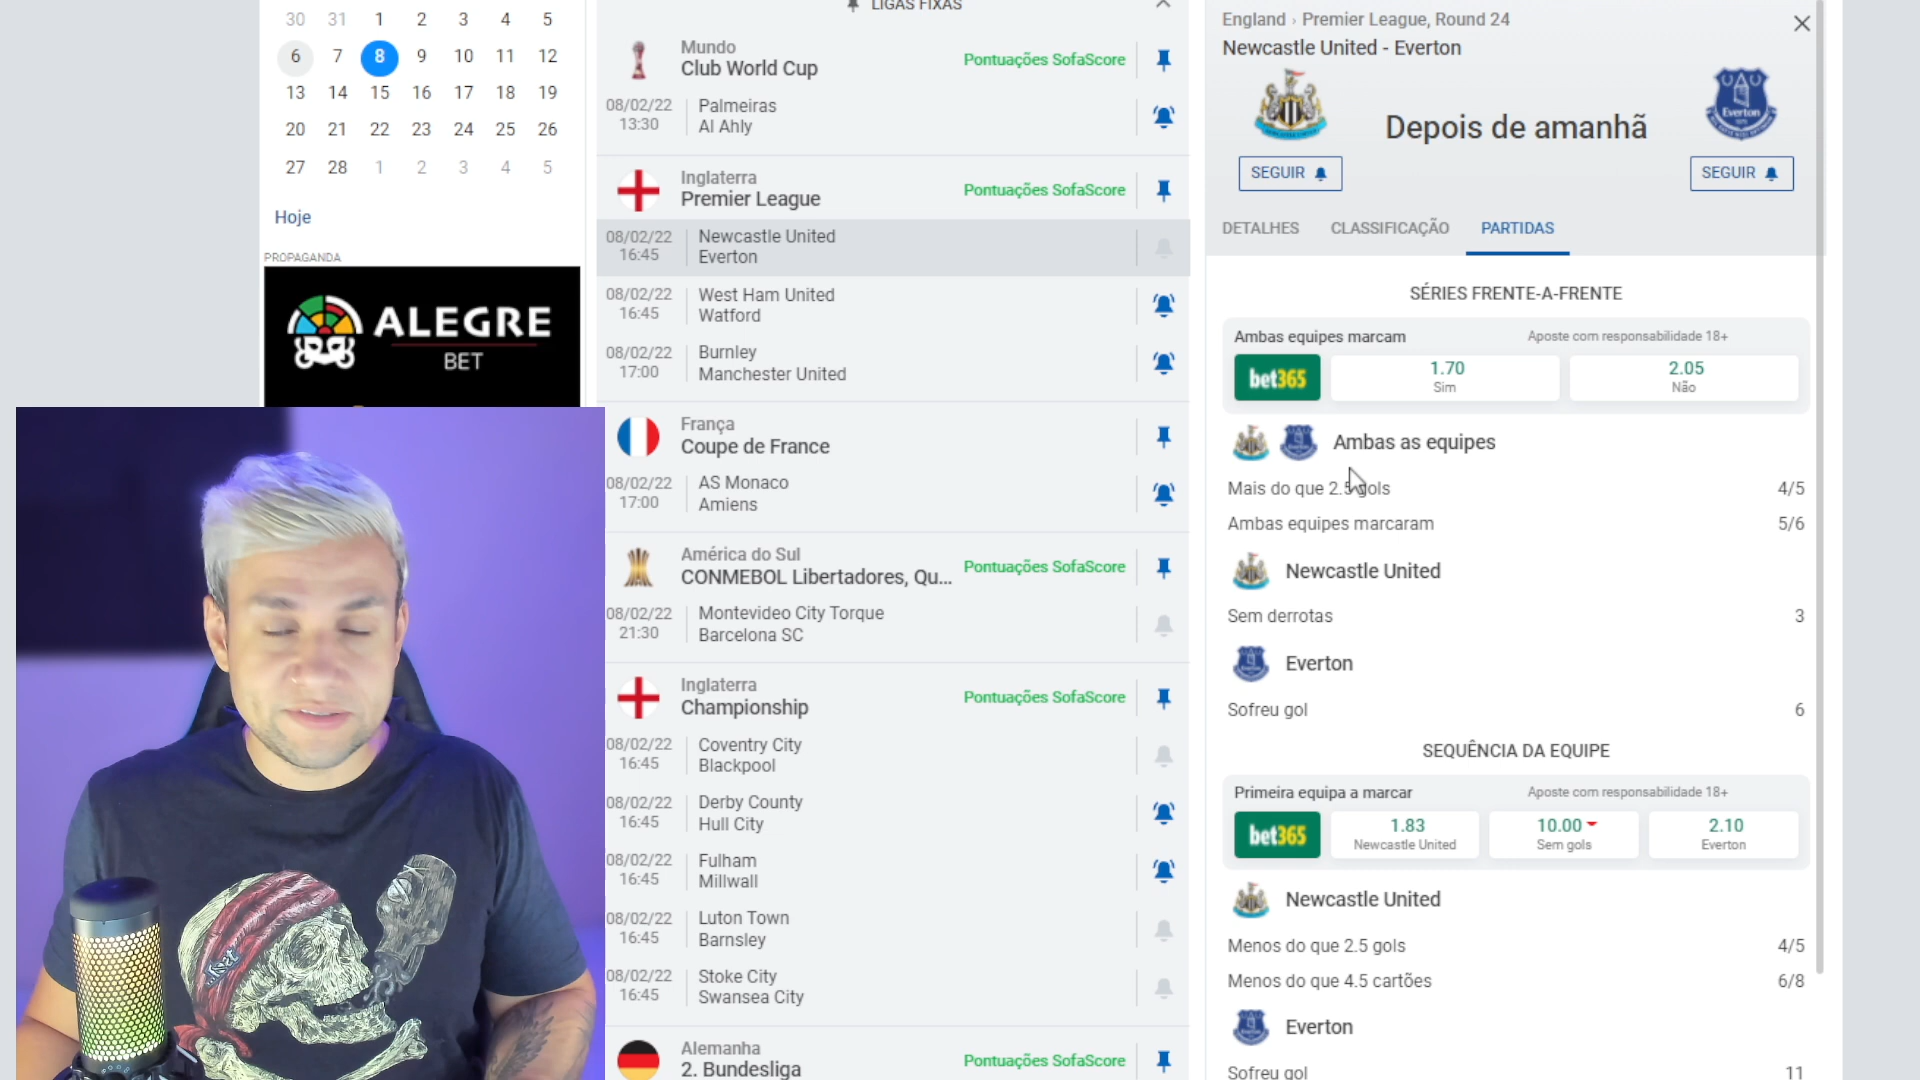 30 31 1 2 3 4 5
6 7 8 9 10 11 12
13 14 15 16 17 18 19
20 21 22 23 24 25 26
27 28 1 2 3 4 5
Hoje
PROPAGANDA
ALEGRE
BET
LIGAS FIXAS
Mundo
Club World Cup
Pontuações SofaScore
08/02/22 Palmeiras
13:30 Al Ahly
Inglaterra
Premier League
Pontuações SofaScore
08/02/22 Newcastle United
16:45 Everton
08/02/22 West Ham United
16:45 Watford
08/02/22 Burnley
17:00 Manchester United
França
Coupe de France
08/02/22 AS Monaco
17:00 Amiens
América do Sul
CONMEBOL Libertadores, Qu...
Pontuações SofaScore
08/02/22 Montevideo City Torque
21:30 Barcelona SC
Inglaterra
Championship
Pontuações SofaScore
08/02/22 Coventry City
16:45 Blackpool
08/02/22 Derby County
16:45 Hull City
08/02/22 Fulham
16:45 Millwall
08/02/22 Luton Town
16:45 Barnsley
08/02/22 Stoke City
16:45 Swansea City
Alemanha
2. Bundesliga
Pontuações SofaScore
England › Premier League, Round 24
Newcastle United - Everton
Depois de amanhã
Everton
SEGUIR SEGUIR
DETALHES CLASSIFICAÇÃO PARTIDAS
SÉRIES FRENTE-A-FRENTE
Ambas equipes marcam Aposte com responsabilidade 18+
bet365 1.70 2.05
Sim Não
Ambas as equipes
Mais do que 2.5 gols 4/5
Ambas equipes marcaram 5/6
Newcastle United
Sem derrotas 3
Everton
Sofreu gol 6
SEQUÊNCIA DA EQUIPE
Primeira equipa a marcar Aposte com responsabilidade 18+
bet365 1.83 10.00 2.10
Newcastle United Sem gols Everton
Newcastle United
Menos do que 2.5 gols 4/5
Menos do que 4.5 cartões 6/8
Everton
Sofreu gol 11